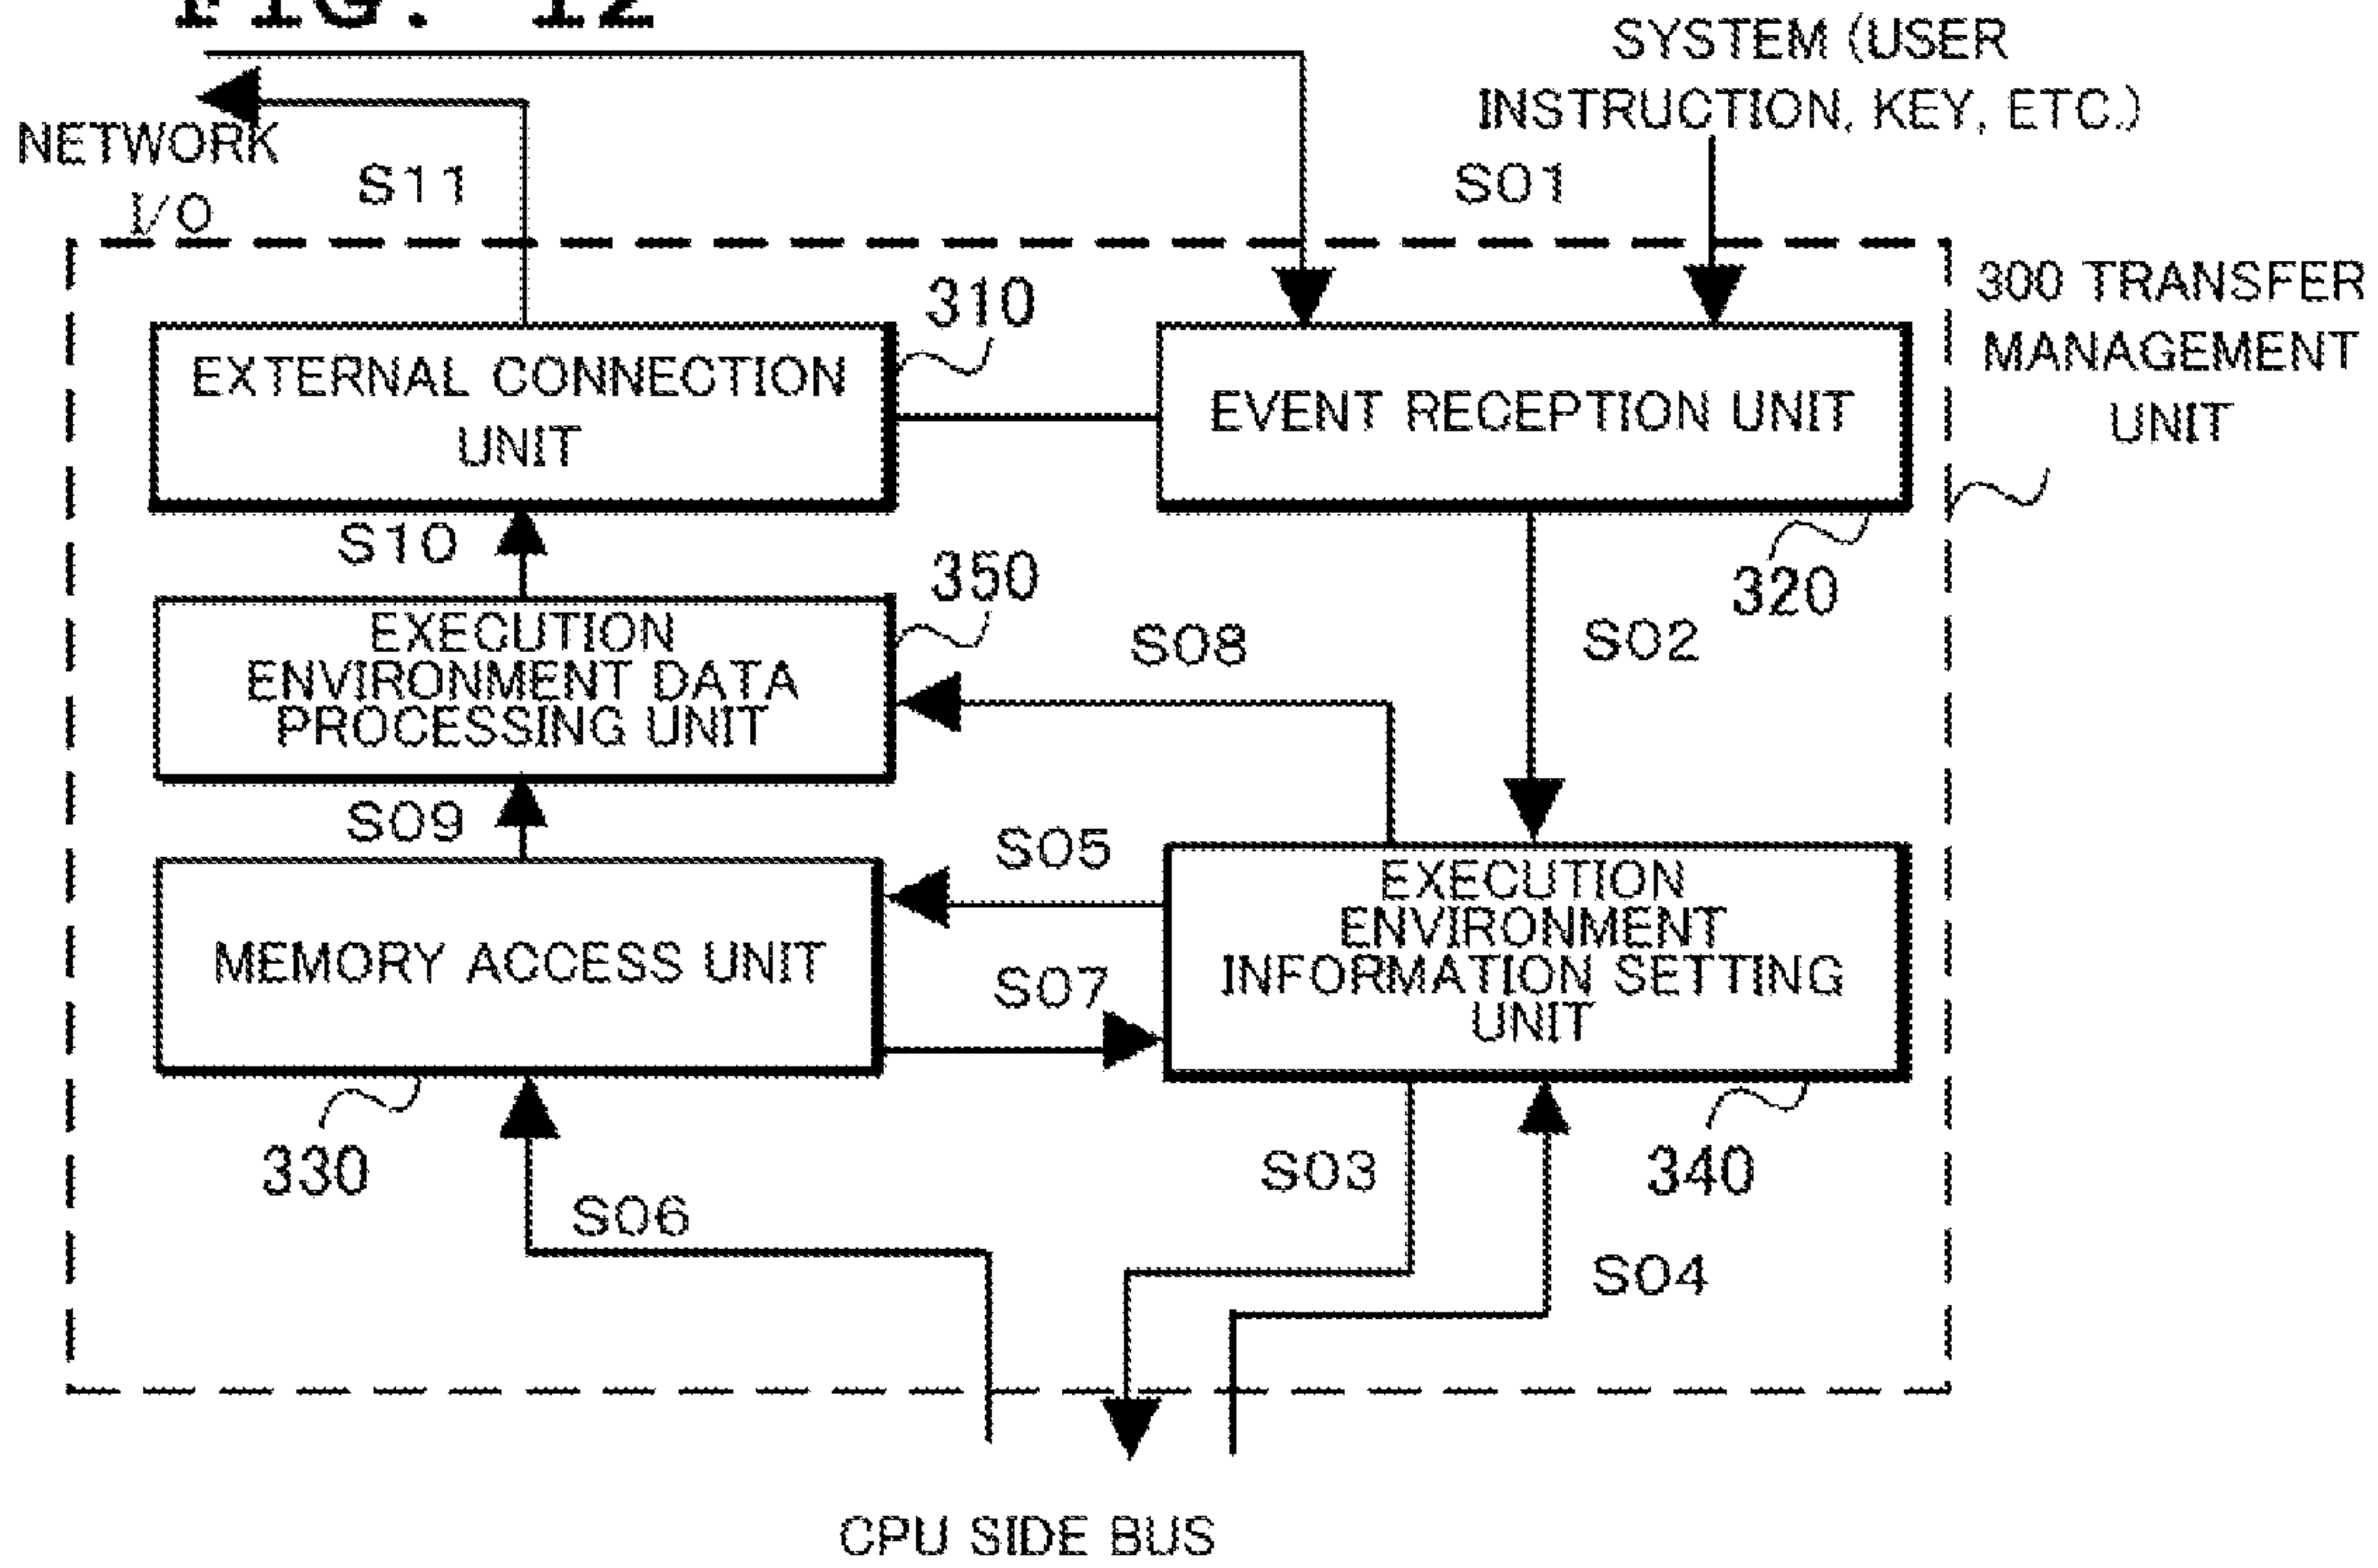 FIG. 12
SYSTEM (USER
INSTRUCTION, KEY, ETC.)
NETWORK
I/O
S11
S01
300 TRANSFER
MANAGEMENT
UNIT
310
EXTERNAL CONNECTION
UNIT
EVENT RECEPTION UNIT
S10
350
320
EXECUTION
ENVIRONMENT DATA
PROCESSING UNIT
S08
S02
S09
S05
MEMORY ACCESS UNIT
S07
EXECUTION
ENVIRONMENT
INFORMATION SETTING
UNIT
330
S06
S03
340
S04
CPU SIDE BUS